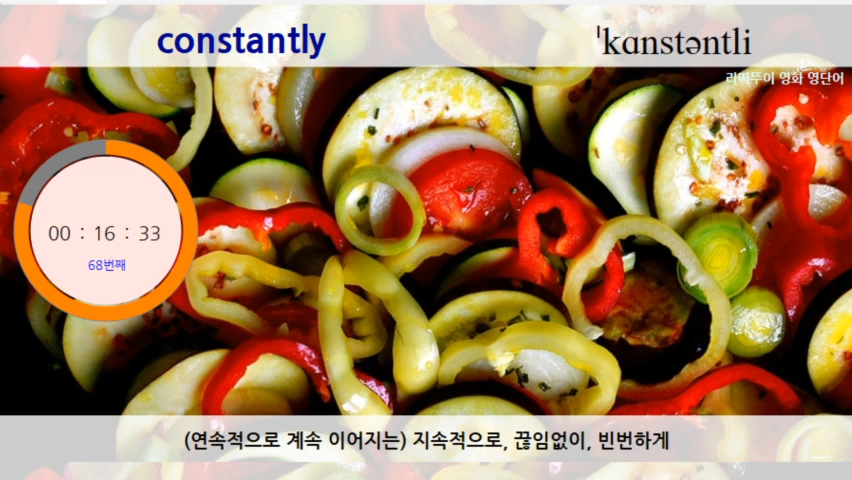 constantly
ˈkɑnstəntli
라미뚜이 영화 영단어
00 : 16 : 33
68번째
(연속적으로 계속 이어지는) 지속적으로, 끊임없이, 빈번하게